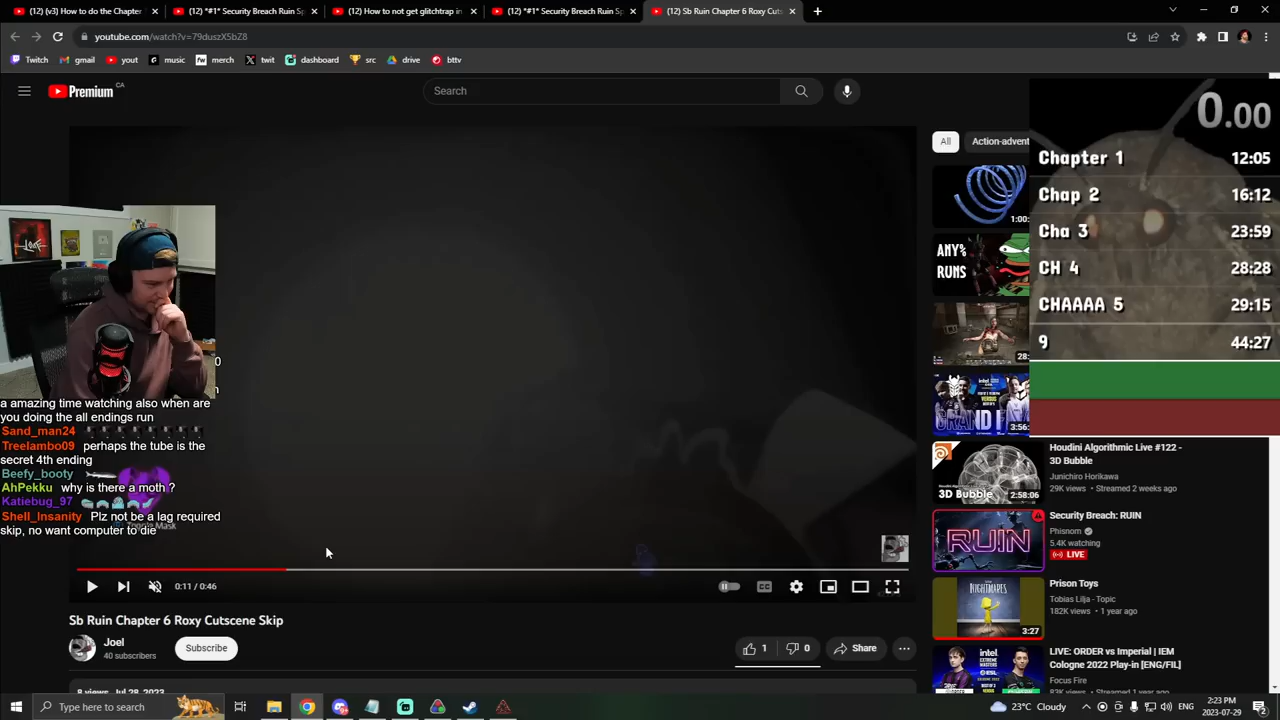 (12) (v3) How to do the Chapter
(12) *#1* Security Breach Ruin Sp
(12) How to not get glitchtrap in
(12) *#1* Security Breach Ruin Sp
(12) Sb Ruin Chapter 6 Roxy Cuts
youtube.com/watch?v=79duszX5bZ8
Twitch gmail yout music merch twit dashboard src drive bttv
Premium CA
Search
0.00
All Action-advent
Chapter 1 12:05
Chap 2 16:12
Cha 3 23:59
CH 4 28:28
CHAAAA 5 29:15
9 44:27
1:00:
ANY%
RUNS
28:
GRAND FI
3:56:
a amazing time watching also when are
you doing the all endings run
Sand_man24
Treelambo09 perhaps the tube is the
secret 4th ending
Beefy_booty
AhPekku why is there a moth ?
Katiebug_97
Shell_Insanity Plz not be a lag required
skip, no want computer to die
0:11 / 0:46
Sb Ruin Chapter 6 Roxy Cutscene Skip
Joel
40 subscribers
Subscribe
1 0 Share
8 views Jul 28, 2023
Houdini Algorithmic Live #122 -
3D Bubble
Junichiro Horikawa
29K views • Streamed 2 weeks ago
3D Bubble
2:58:06
Security Breach: RUIN
Phisnom
5.4K watching
LIVE
RUIN
Prison Toys
Tobias Lilja - Topic
182K views • 1 year ago
3:27
LIVE: ORDER vs Imperial | IEM
Cologne 2022 Play-in [ENG/FIL]
Focus Fire
Type here to search
23°C Cloudy
2:23 PM
2023-07-29